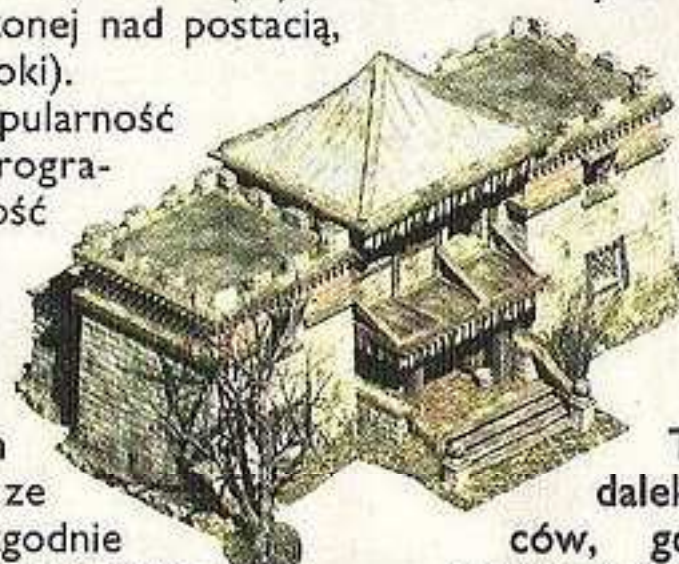 onej nad postacią,
oki).
pularność
rogra-
ość
ze
godnie
dalek
ców, go